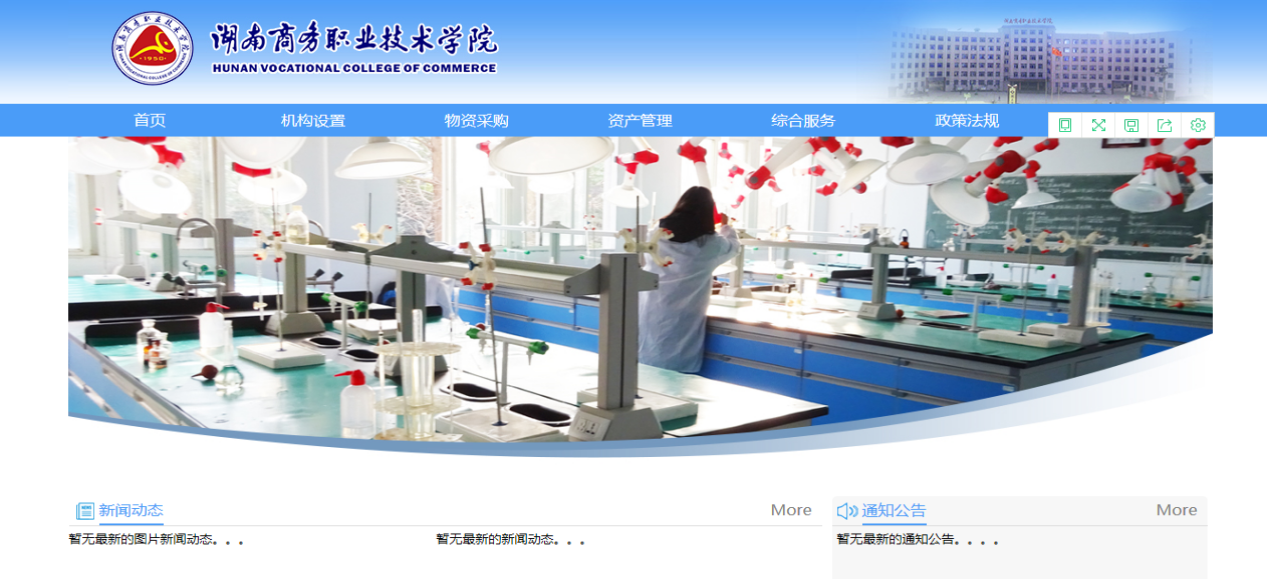 湖南商务职业技术学院
HUNAN VOCATIONAL COLLEGE OF COMMERCE
首页 机构设置 物资采购 资产管理 综合服务 政策法规
新闻动态 More
通知公告 More
暂无最新的图片新闻动态。。。
暂无最新的新闻动态。。。
暂无最新的通知公告。。。。